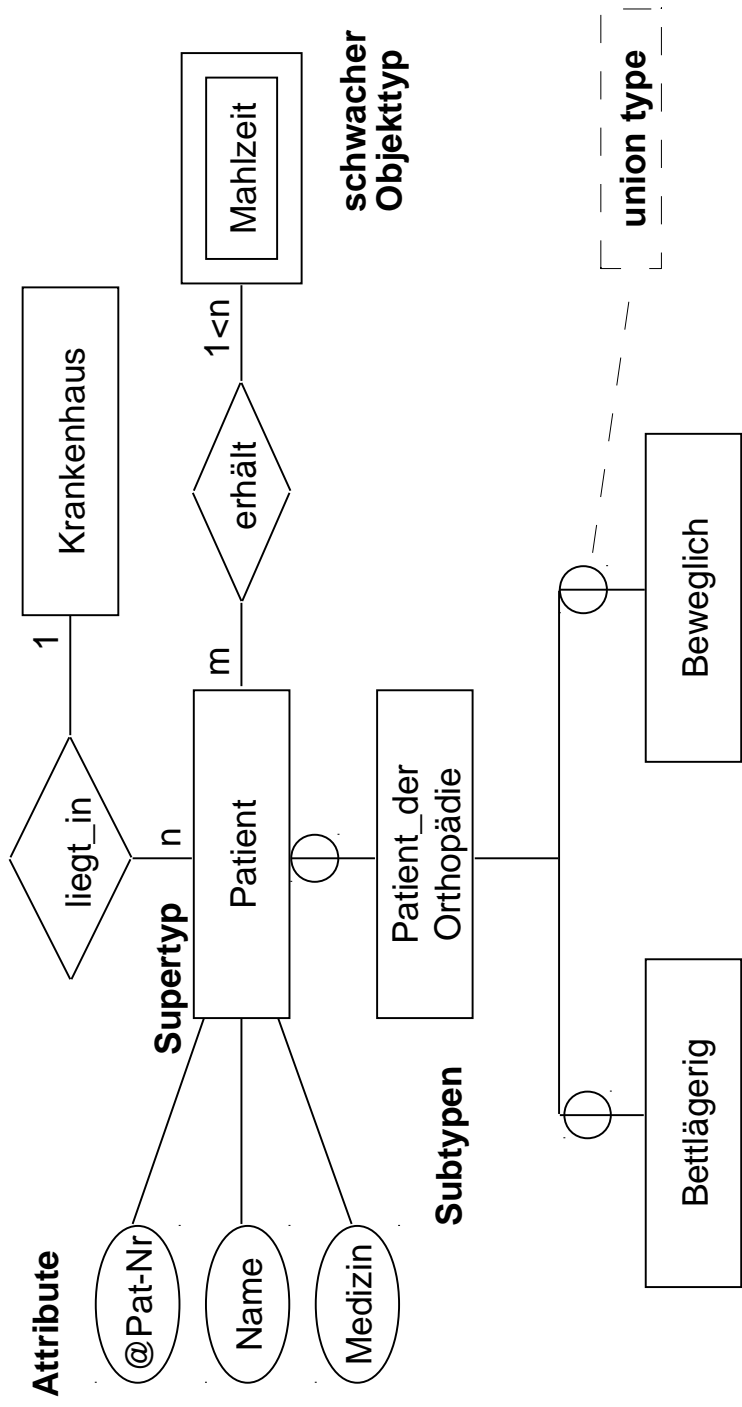 Attribute
@Pat-Nr
Name
Medizin
Supertyp
liegt_in
n
1
Krankenhaus
Patient
m
erhält
1<n
Mahlzeit
schwacher
Objekttyp
Subtypen
Patient_der
Orthopädie
union type
Bettlägerig
Beweglich